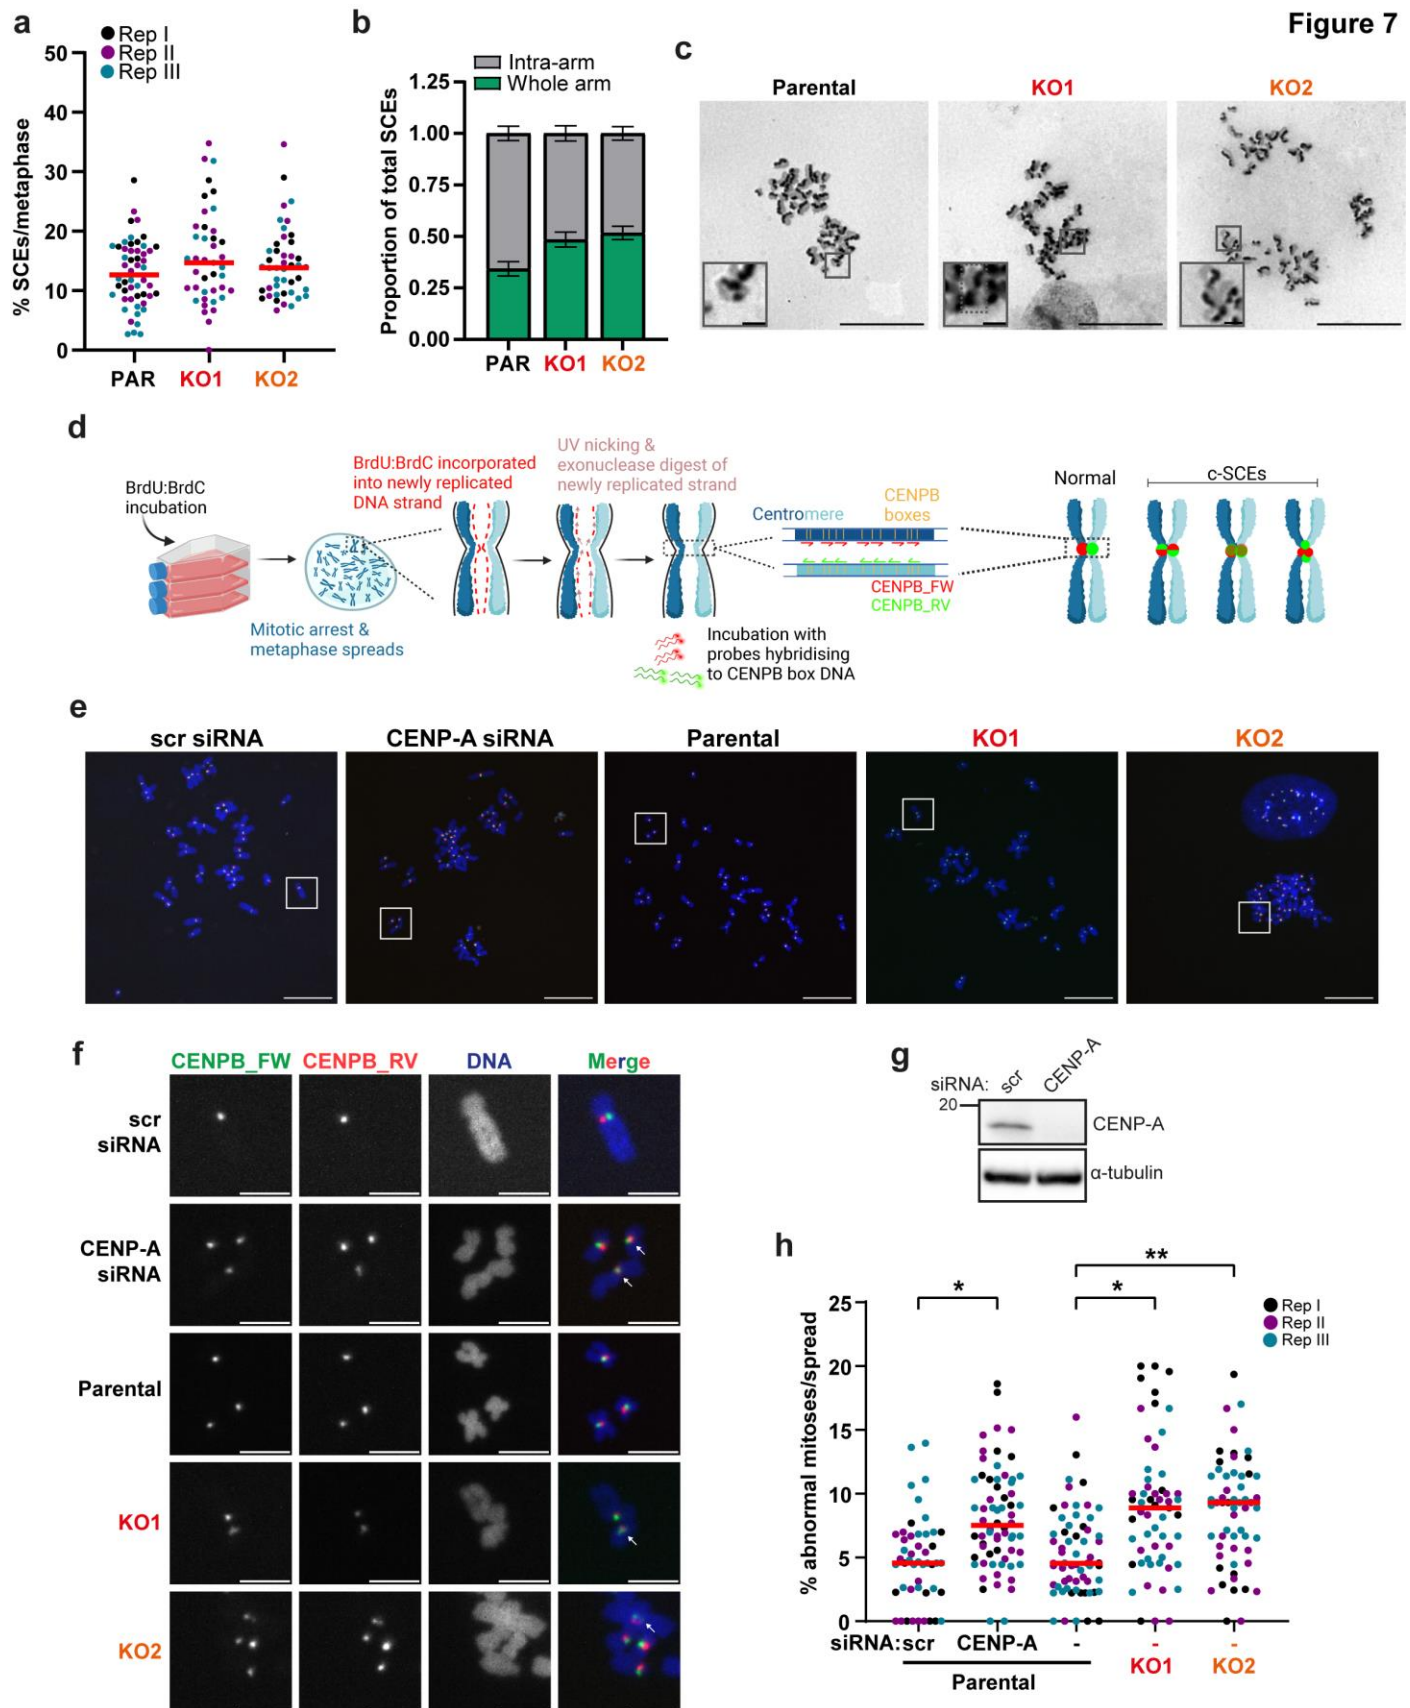 Figure 7
a
Rep I
Rep II
Rep III
50
40
30
20
10
0
% SCEs/metaphase
PAR
KO1
KO2
b
Intra-arm
Whole arm
1.25
1.00
0.75
0.50
0.25
0.00
Proportion of total SCEs
PAR
KO1
KO2
c
Parental
KO1
KO2
d
BrdU:BrdC
incubation
Mitotic arrest &
metaphase spreads
BrdU:BrdC incorporated
into newly replicated
DNA strand
UV nicking &
exonuclease digest of
newly replicated strand
Incubation with
probes hybridising
to CENPB box DNA
Centromere
CENPB
boxes
CENPB_FW
CENPB_RV
Normal
c-SCEs
e
scr siRNA
CENP-A siRNA
Parental
KO1
KO2
f
CENPB_FW
CENPB_RV
DNA
Merge
scr
siRNA
CENP-A
siRNA
Parental
KO1
KO2
g
siRNA:
scr
CENP-A
20
CENP-A
α-tubulin
h
*
*
**
Rep I
Rep II
Rep III
25
20
15
10
5
0
% abnormal mitoses/spread
siRNA: scr
CENP-A
-
-
-
Parental
KO1
KO2